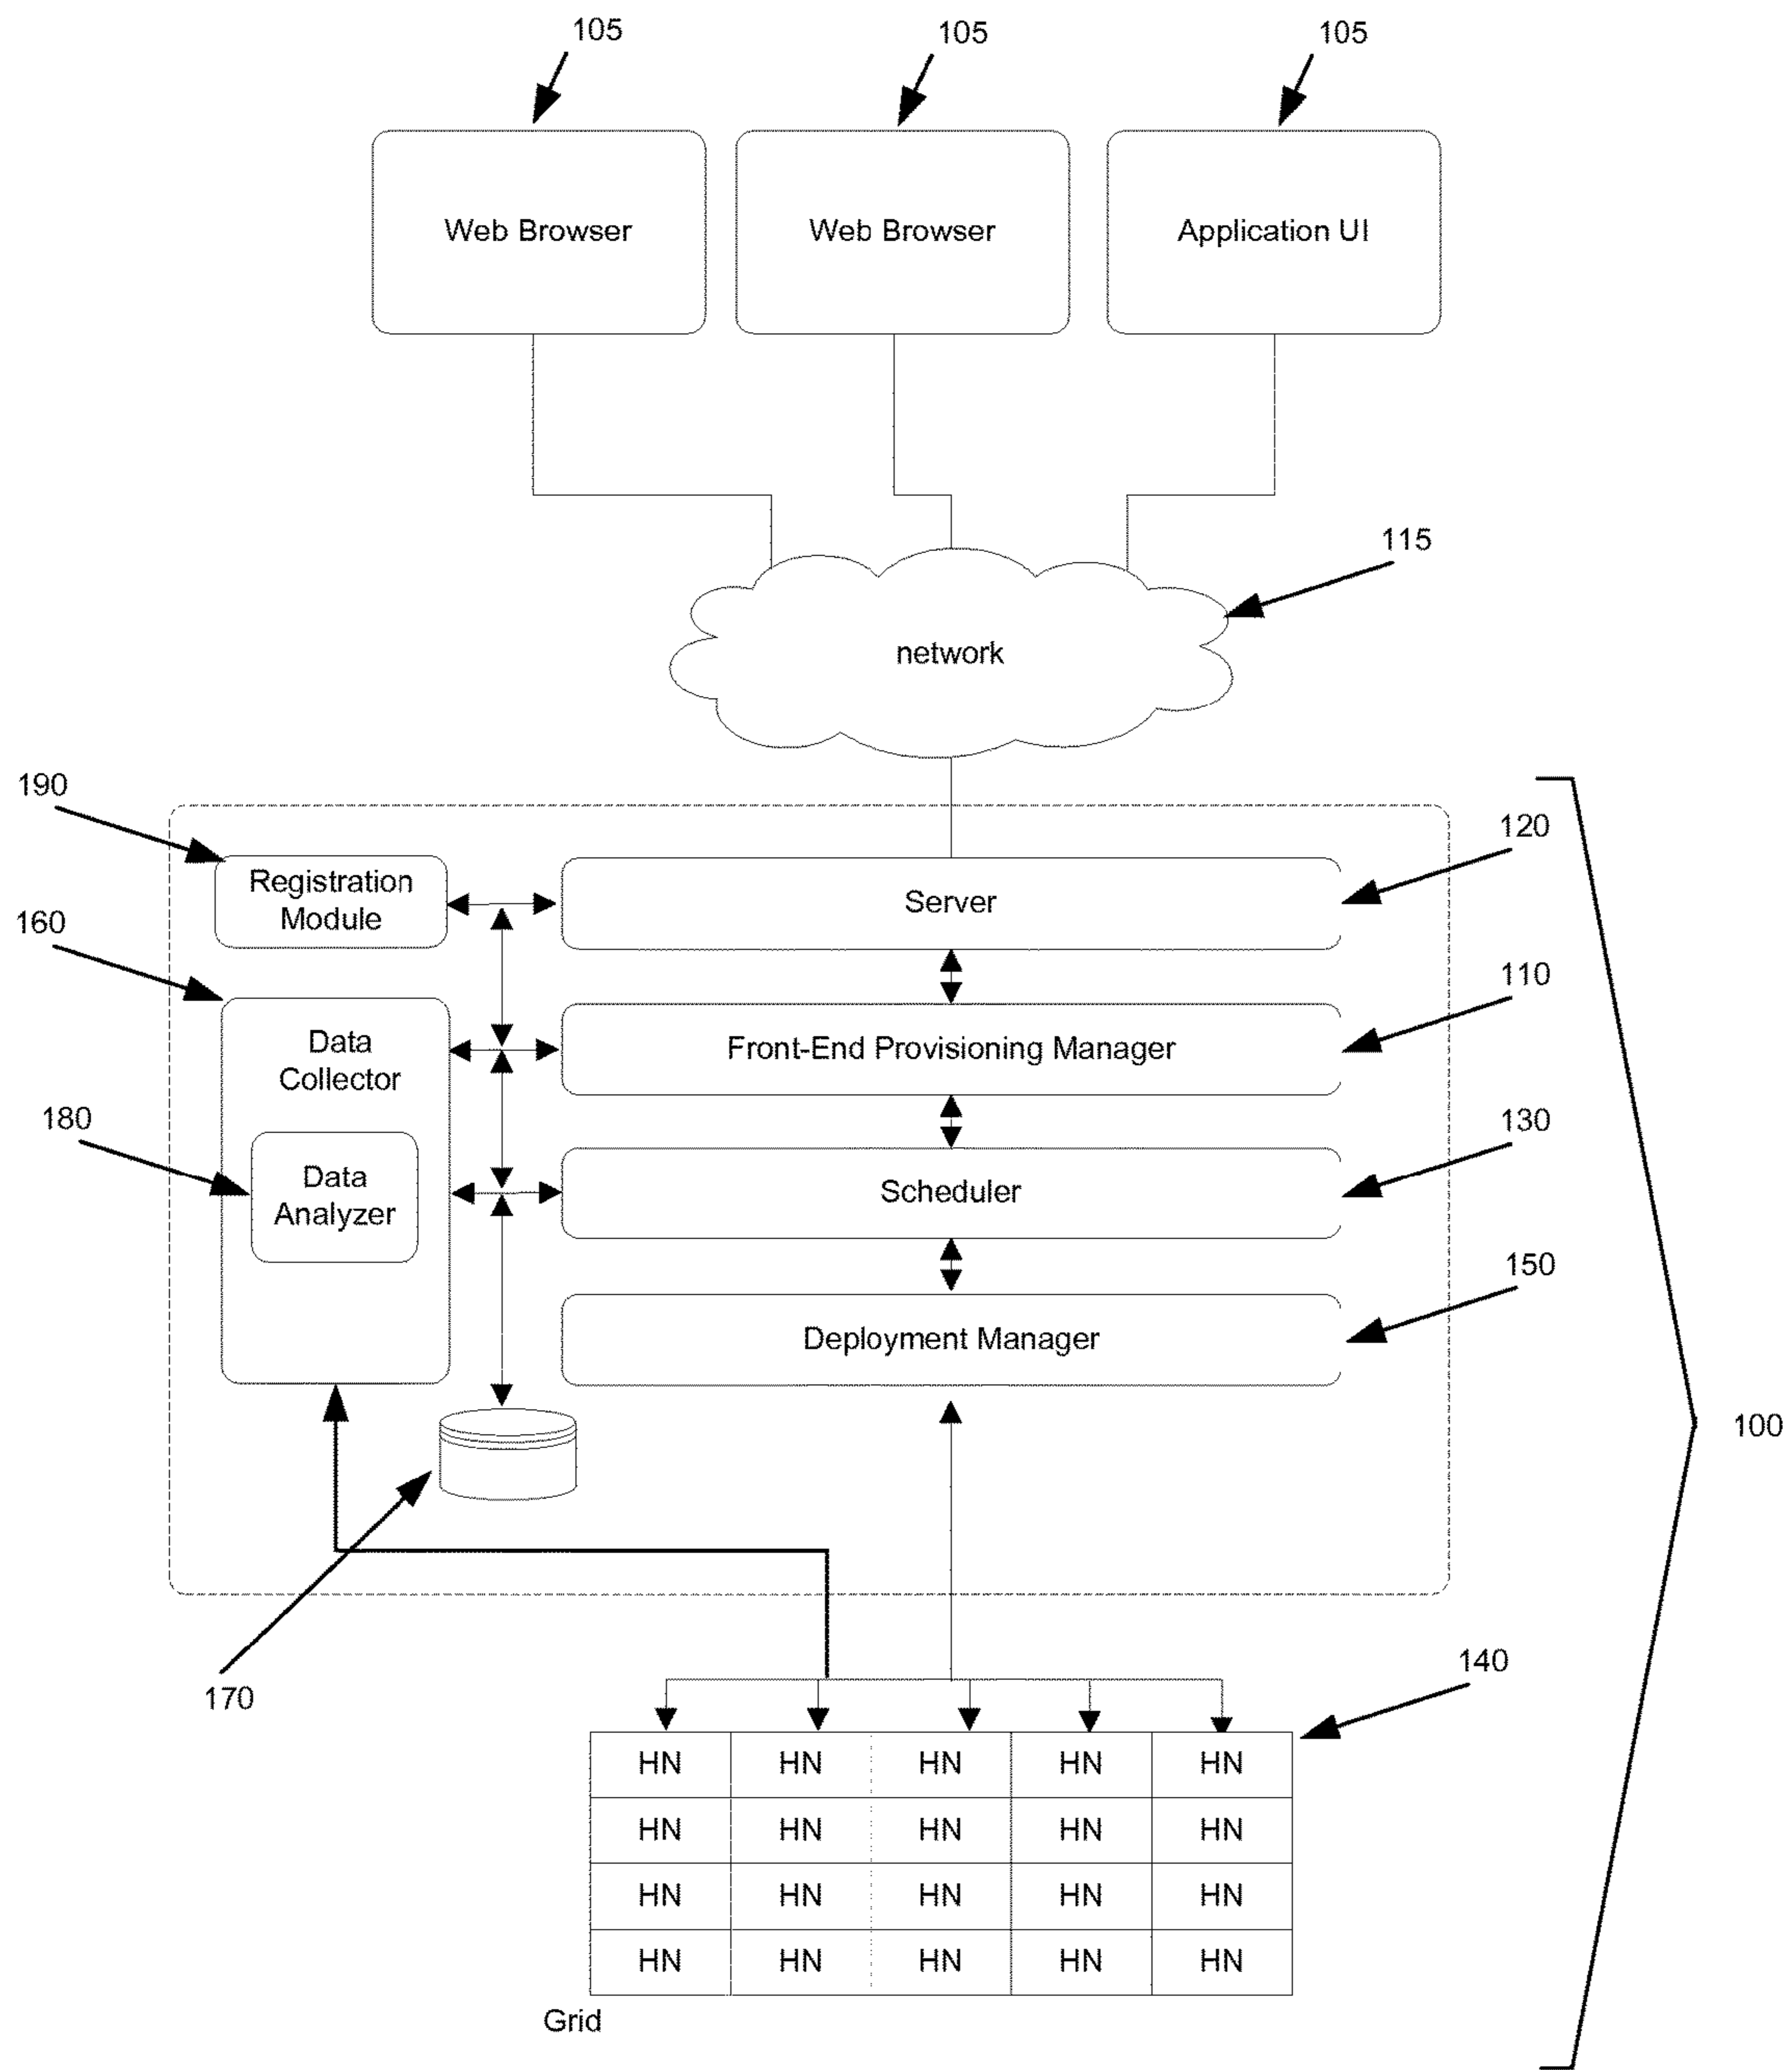 105
105
105
Web Browser
Web Browser
Application UI
115
network
190
120
Registration
Module
Server
160
110
Data
Collector
Front-End Provisioning Manager
180
130
Data
Analyzer
Scheduler
150
Deployment Manager
100
170
140
HN HN HN HN HN
HN HN HN HN HN
HN HN HN HN HN
HN HN HN HN HN
Grid